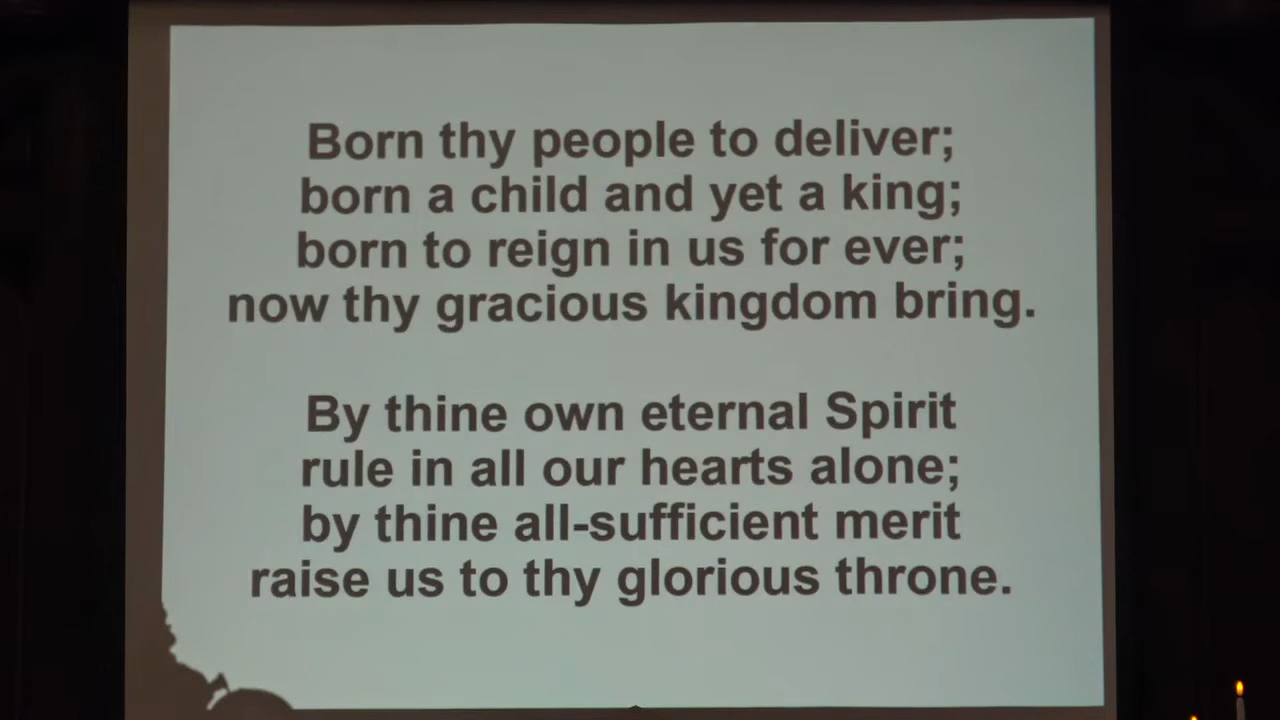 Born thy people to deliver;
born a child and yet a king;
born to reign in us for ever;
now thy gracious kingdom bring.
By thine own eternal Spirit
rule in all our hearts alone;
by thine all-sufficient merit
raise us to thy glorious throne.